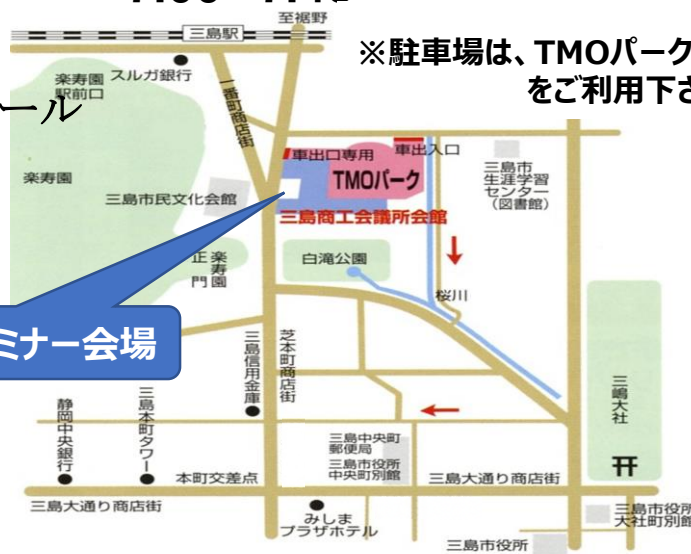 至裾野
三島駅
※駐車場は、TMOパーク
をご利用下さ
スルガ銀行
楽寿園
駅前口
ール
一番町商店街
車出口専用
車出入口
TMOパーク
三島市
生涯学習
センター
（図書館）
楽寿園
三島市民文化会館
三島商工会議所会館
楽寿園
正門
白滝公園
桜川
ミナー会場
三島信用金庫
芝本町商店街
三嶋大社
静岡中央銀行
三島本町タワー
三島中央町
郵便局
三島市役所
中央町別館
本町交差点
三島大通り商店街
三島大通り商店街
みしま
プラザホテル
三島市役所
大社町別館
三島市役所